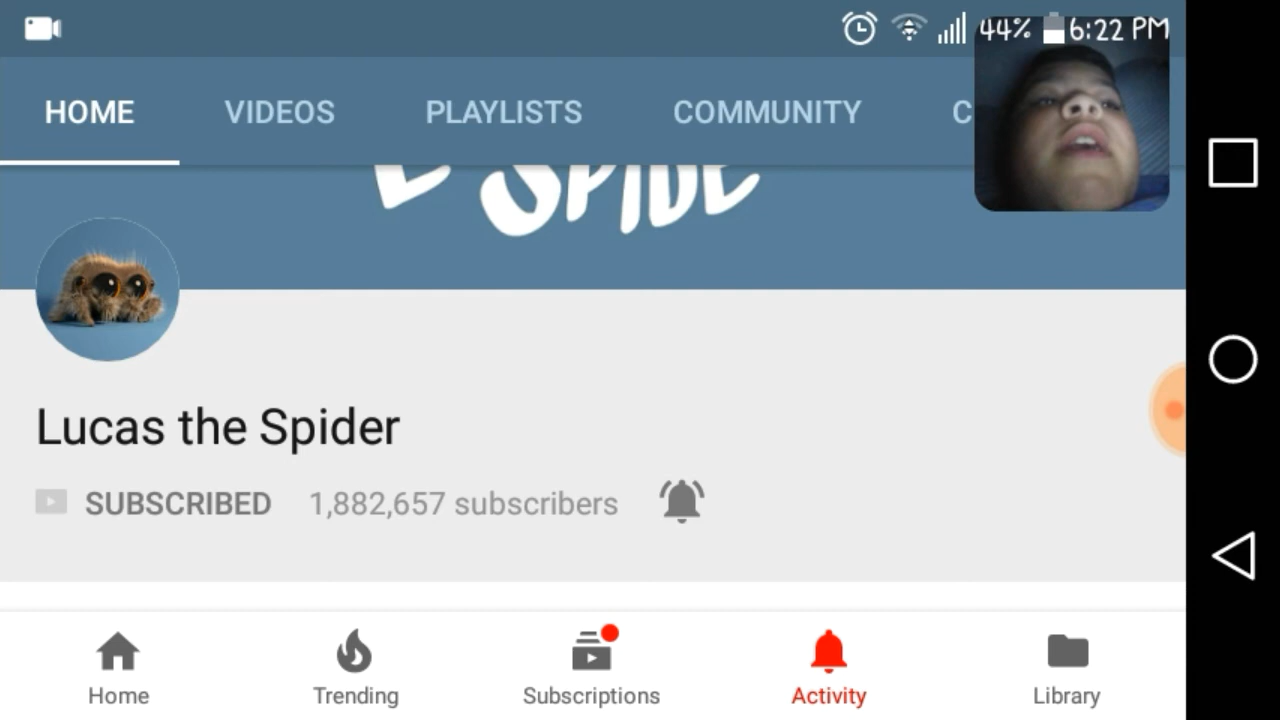 44% 6:22 PM
HOME VIDEOS PLAYLISTS COMMUNITY C
SPIDE
Lucas the Spider
SUBSCRIBED 1,882,657 subscribers
Home Trending Subscriptions Activity Library